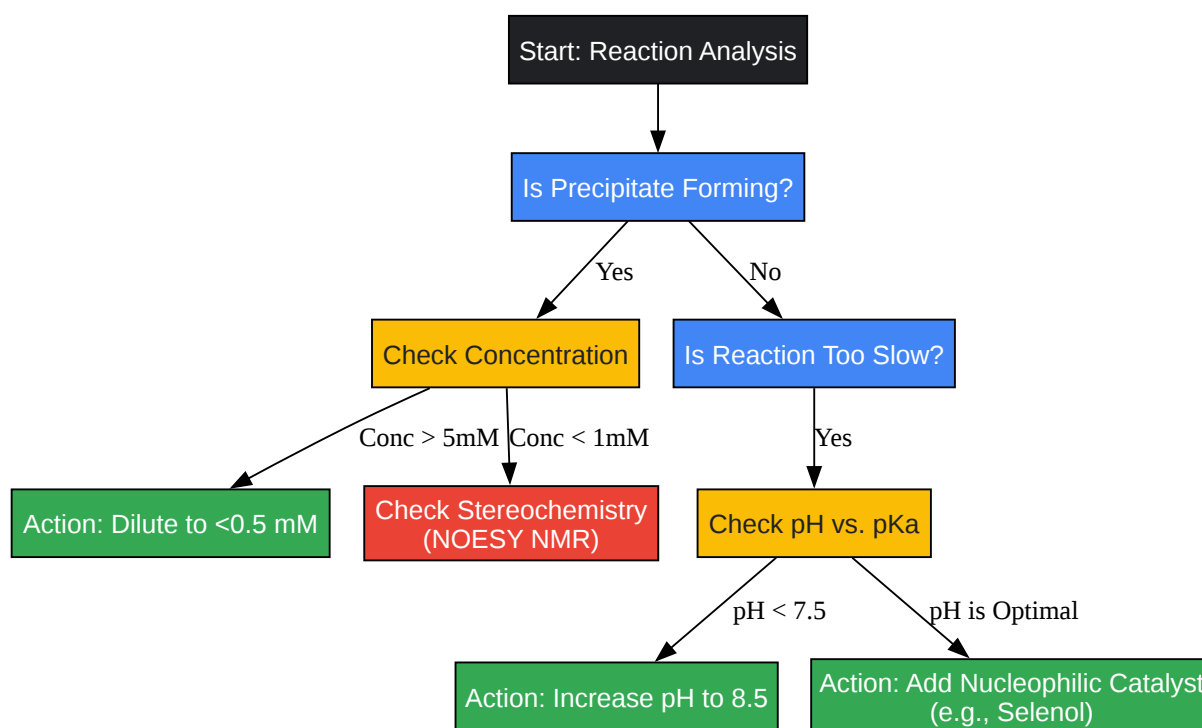 Start: Reaction Analysis
Is Precipitate Forming?
Yes
No
Check Concentration
Is Reaction Too Slow?
Conc > 5mM
Conc < 1mM
Yes
Action: Dilute to <0.5 mM
Check Stereochemistry
(NOESY NMR)
Check pH vs. pKa
pH < 7.5
pH is Optimal
Action: Increase pH to 8.5
Action: Add Nucleophilic Catalyst
(e.g., Selenol)